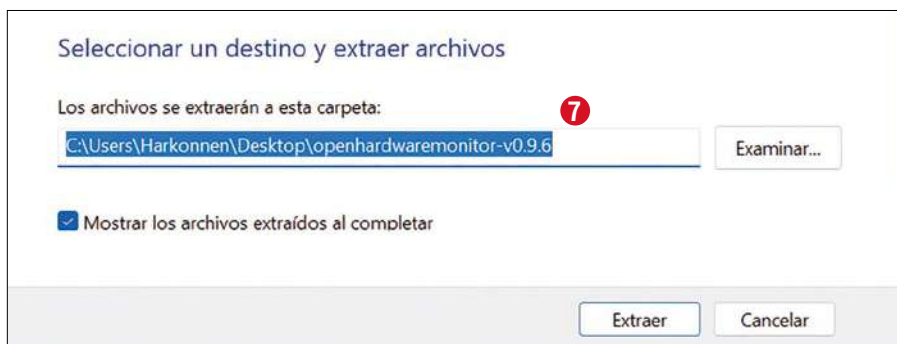 Seleccionar un destino y extraer archivos
Los archivos se extraerán a esta carpeta:
7
C:\Users\Harkonnen\Desktop\openhardwaremonitor-v0.9.6
Examinar...
Mostrar los archivos extraídos al completar
Extraer
Cancelar